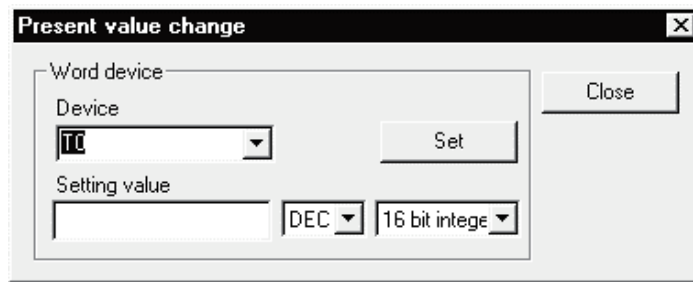 Present value change
Word device
Close
Device
T0
Set
Setting value
DEC
16 bit intege